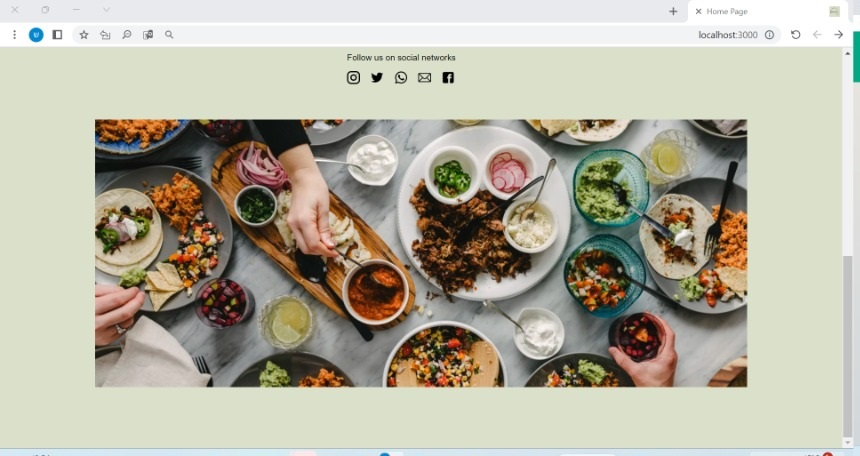 Home Page
localhost:3000
Follow us on social networks